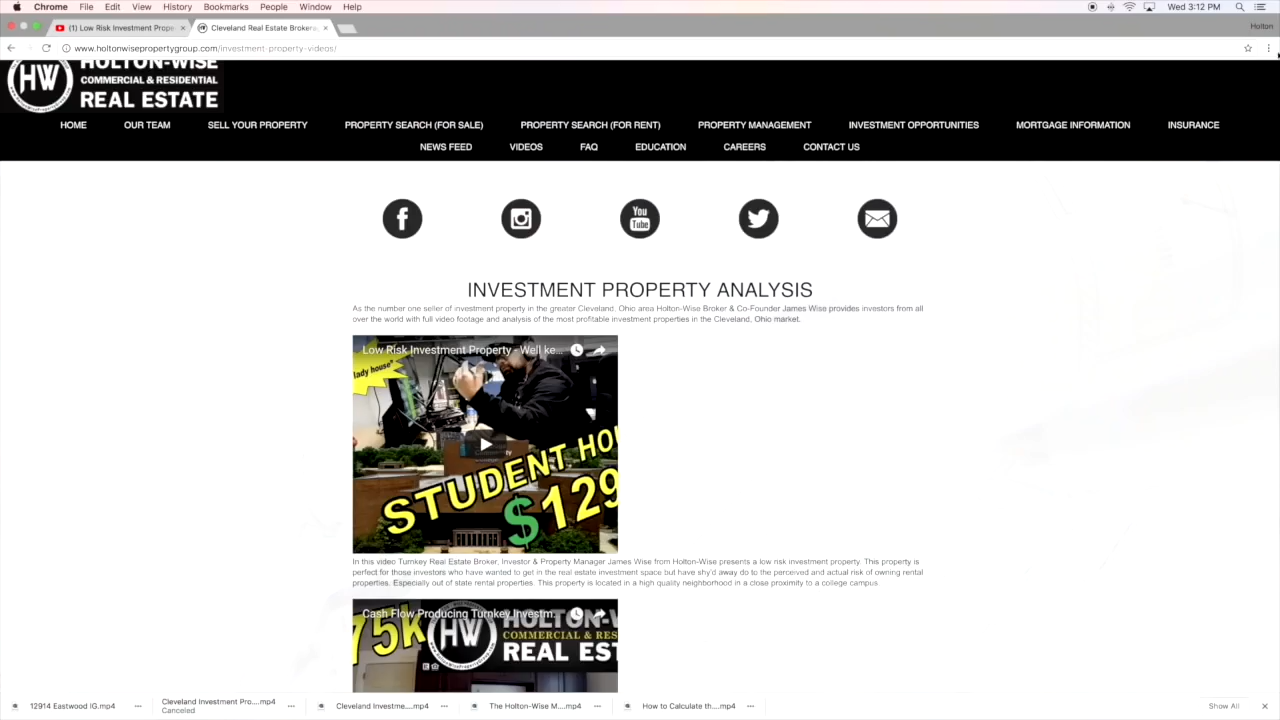 Chrome File Edit View History Bookmarks People Window Help Wed 3:12 PM
(1) Low Risk Investment Prope Cleveland Real Estate Brokera Holton
www.holtonwisepropertygroup.com/investment-property-videos/
HW HOLTON-WISE
COMMERCIAL & RESIDENTIAL
REAL ESTATE
HOME OUR TEAM SELL YOUR PROPERTY PROPERTY SEARCH (FOR SALE) PROPERTY SEARCH (FOR RENT) PROPERTY MANAGEMENT INVESTMENT OPPORTUNITIES MORTGAGE INFORMATION INSURANCE
NEWS FEED VIDEOS FAQ EDUCATION CAREERS CONTACT US
You
Tube
INVESTMENT PROPERTY ANALYSIS
As the number one seller of investment property in the greater Cleveland, Ohio area Holton-Wise Broker & Co-Founder James Wise provides investors from all
over the world with full video footage and analysis of the most profitable investment properties in the Cleveland, Ohio market.
Low Risk Investment Property - Well ke...
lady house"
STUDENT HOU
$129
In this video Turnkey Real Estate Broker, Investor & Property Manager James Wise from Holton-Wise presents a low risk investment property. This property is
perfect for those investors who have wanted to get in the real estate investment space but have shy'd away do to the perceived and actual risk of owning rental
properties. Especially out of state rental properties. This property is located in a high quality neighborhood in a close proximity to a college campus.
Cash Flow Producing Turnkey Investm...
75k HW HOLTON-W
COMMERCIAL & RES
REAL EST
12914 Eastwood IG.mp4 Cleveland Investment Pro....mp4 Cleveland Investme....mp4 The Holton-Wise M....mp4 How to Calculate th....mp4 Show All
Canceled